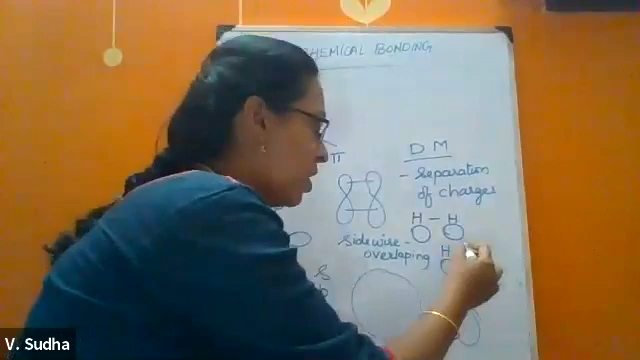 CHEMICAL BONDING
π
D M
- Separation
of charges
H - H
sidewise-
overlaping
H
S
V. Sudha